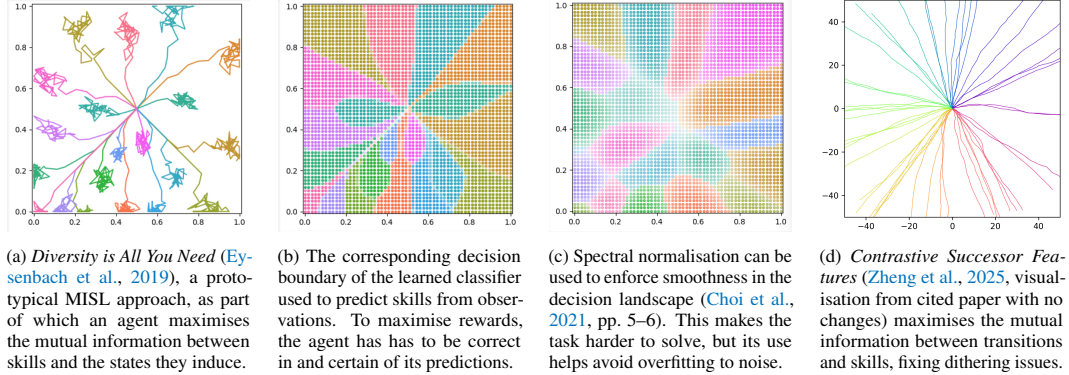 1.0
0.8
0.6
0.4
0.2
0.0
0.0 0.2 0.4 0.6 0.8 1.0
1.0
0.8
0.6
0.4
0.2
0.0
0.0 0.2 0.4 0.6 0.8 1.0
1.0
0.8
0.6
0.4
0.2
0.0
0.0 0.2 0.4 0.6 0.8 1.0
40
20
0
−20
−40
−40 −20 0 20 40
(a) Diversity is All You Need (Ey-
senbach et al., 2019), a proto-
typical MISL approach, as part
of which an agent maximises
the mutual information between
skills and the states they induce.
(b) The corresponding decision
boundary of the learned classifier
used to predict skills from obser-
vations. To maximise rewards,
the agent has has to be correct
in and certain of its predictions.
(c) Spectral normalisation can be
used to enforce smoothness in the
decision landscape (Choi et al.,
2021, pp. 5–6). This makes the
task harder to solve, but its use
helps avoid overfitting to noise.
(d) Contrastive Successor Fea-
tures (Zheng et al., 2025, visual-
isation from cited paper with no
changes) maximises the mutual
information between transitions
and skills, fixing dithering issues.